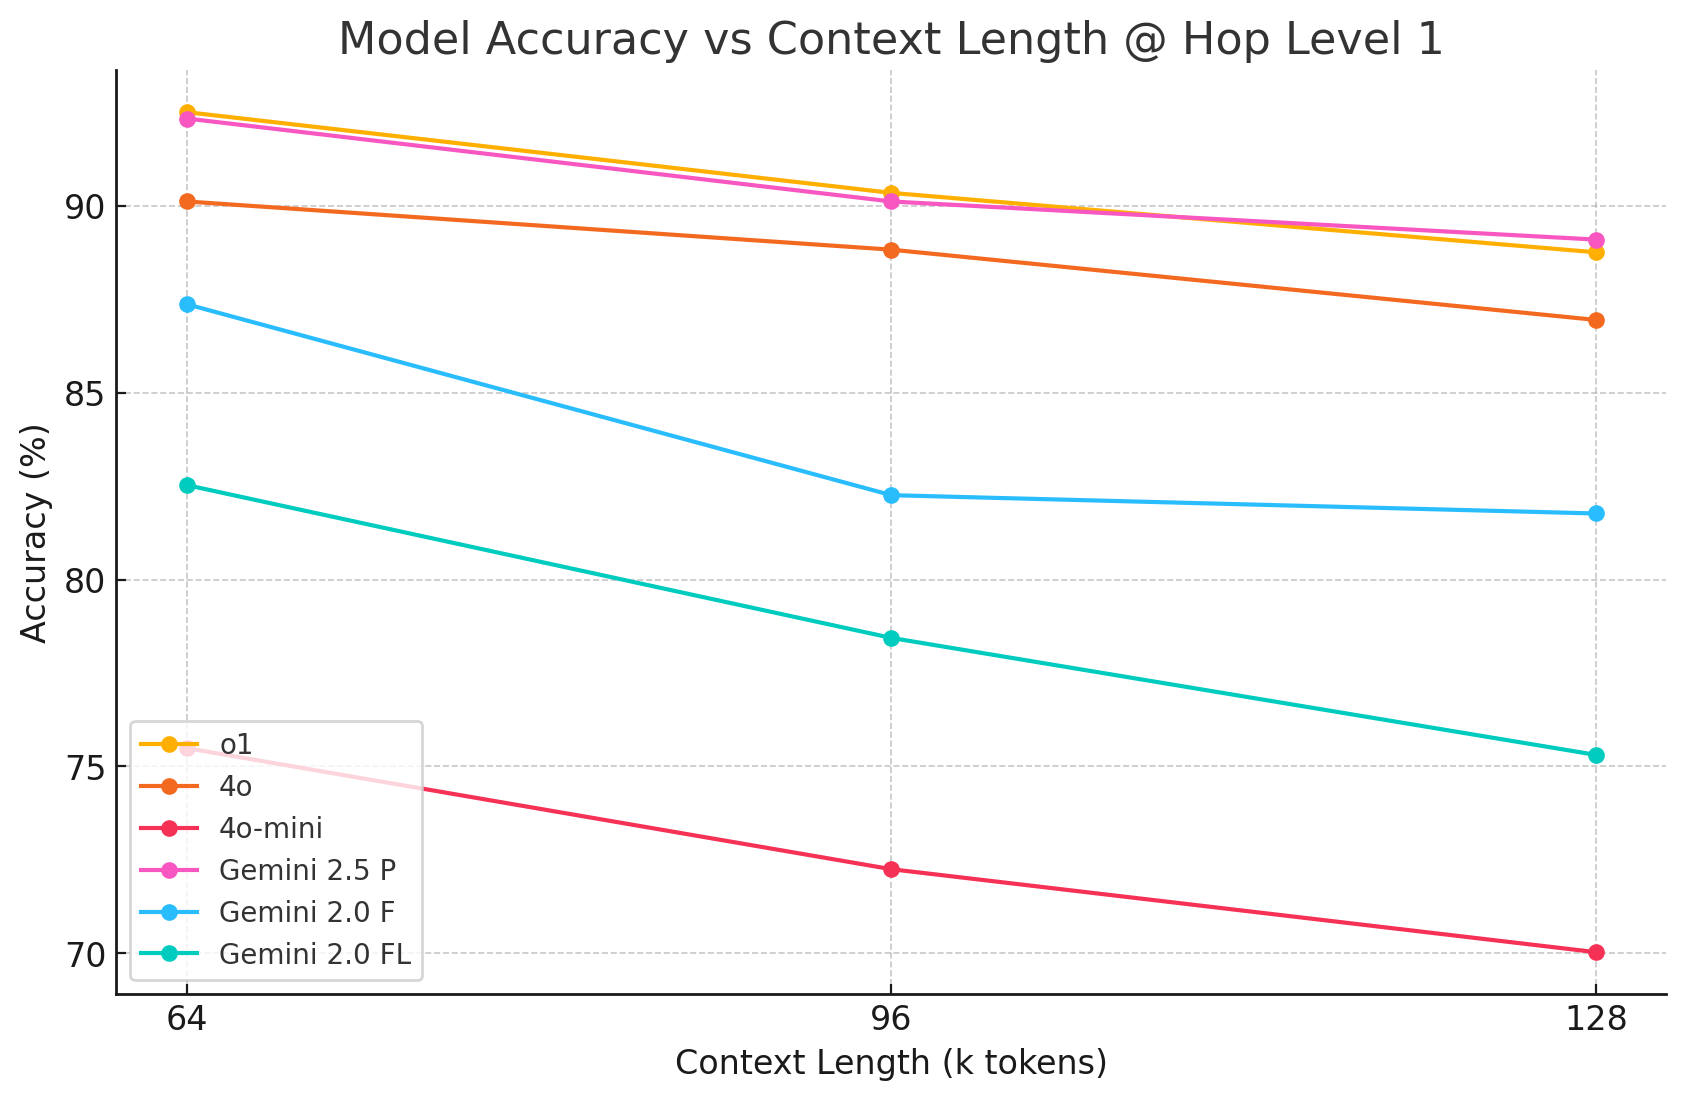 Model Accuracy vs Context Length @ Hop Level 1
Accuracy (%)
90
85
80
75
70
o1
4o
4o-mini
Gemini 2.5 P
Gemini 2.0 F
Gemini 2.0 FL
64
96
128
Context Length (k tokens)